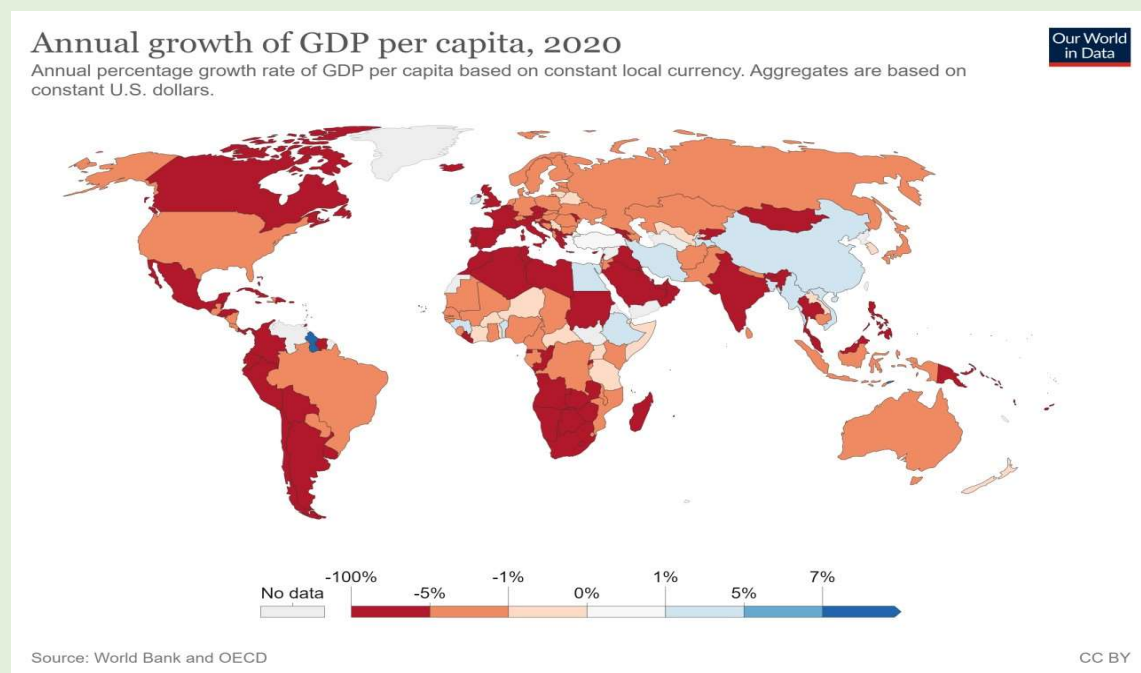 Annual growth of GDP per capita, 2020
Our World
in Data
Annual percentage growth rate of GDP per capita based on constant local currency. Aggregates are based on
constant U.S. dollars.
No data
-100%
-5%
-1%
0%
1%
5%
7%
Source: World Bank and OECD
CC BY